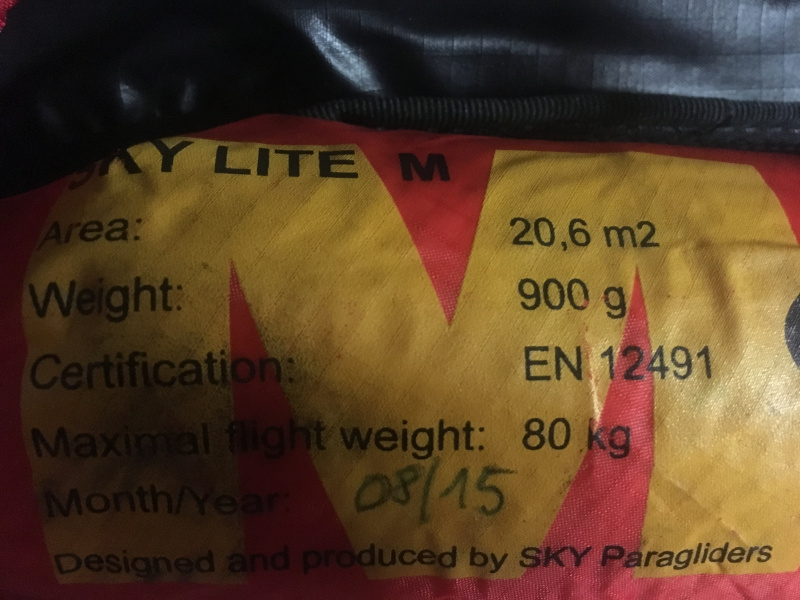 SKY LITE M
Area: 20,6 m2
Weight: 900 g
Certification: EN 12491
Maximal flight weight: 80 kg
Month/Year: 08/15
Designed and produced by SKY Paragliders